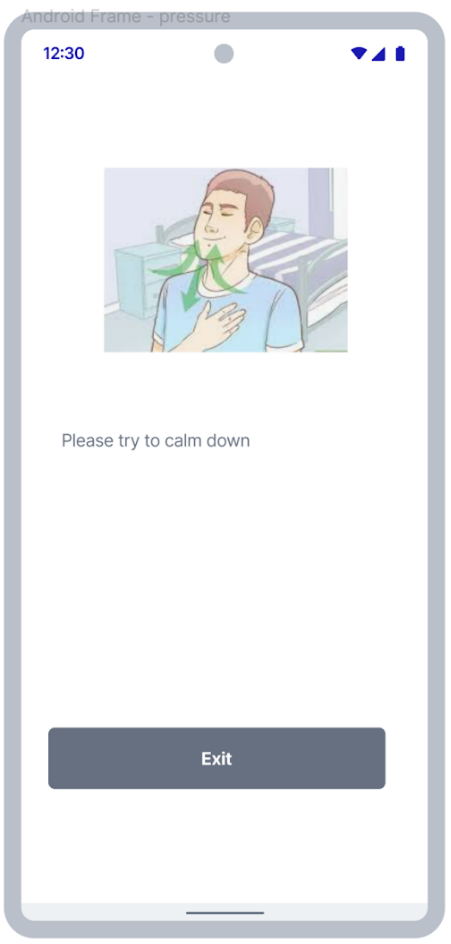 Android Frame - pressure
12:30
Please try to calm down
Exit